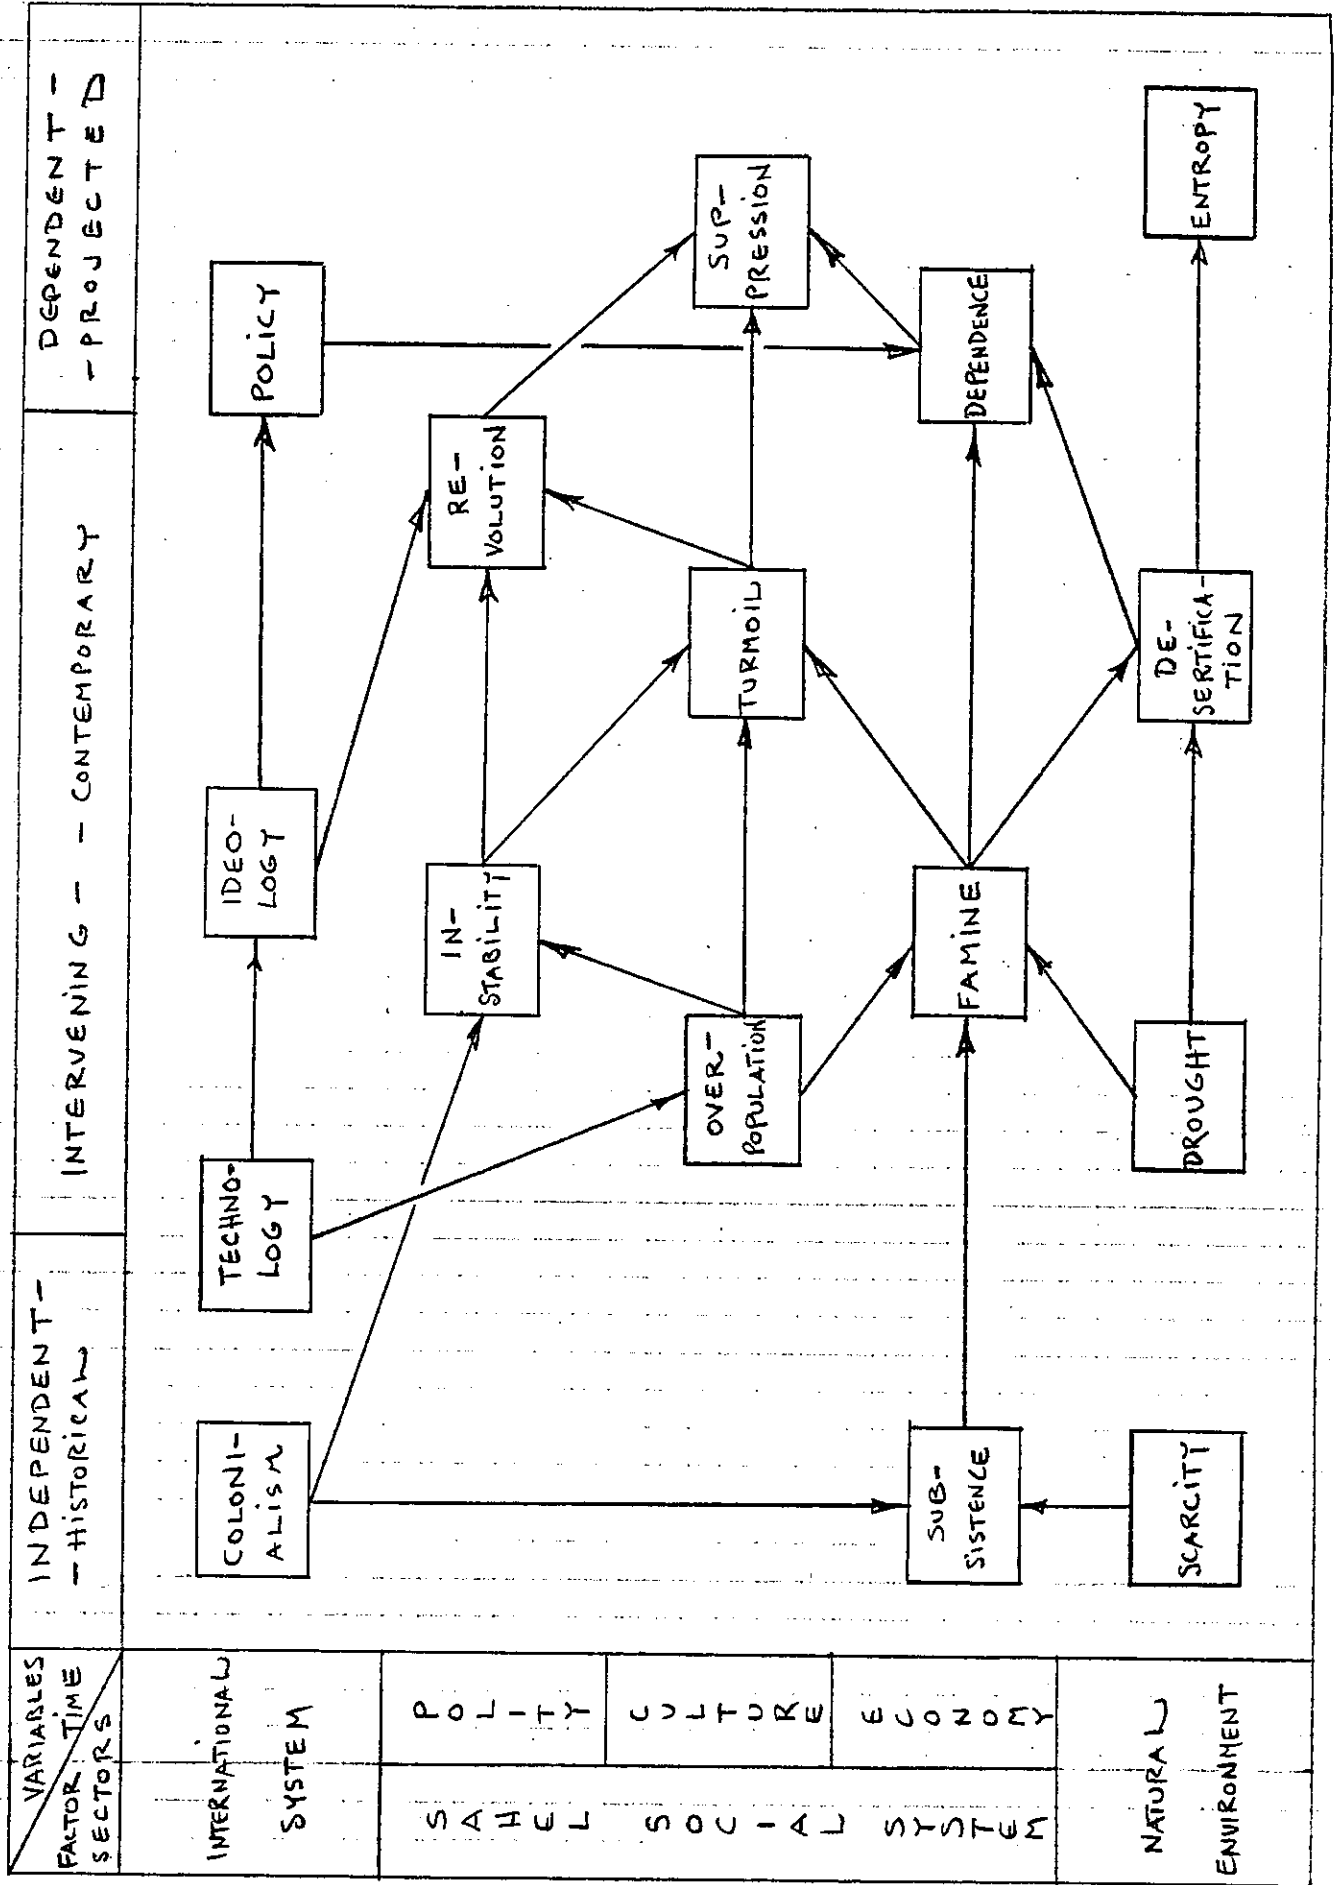 VARIABLES
FACTOR TIME
SECTORS
INDEPENDENT-
- HISTORICAL
INTERVENING - - CONTEMPORARY
DEPENDENT -
- PROJECTED
INTERNATIONAL
SYSTEM
SAHEL SOCIAL SYSTEM
POLITY
CULTURE
ECONOMY
NATURAL
ENVIRONMENT
COLONI-
ALISM
TECHNO-
LOGY
IDEO-
LOGY
POLICY
IN-
STABILITY
RE-
VOLUTION
OVER-
POPULATION
TURMOIL
SUP-
PRESSION
SUB-
SISTENCE
FAMINE
DEPENDENCE
SCARCITY
DROUGHT
DE-
SERTIFICA-
TION
ENTROPY